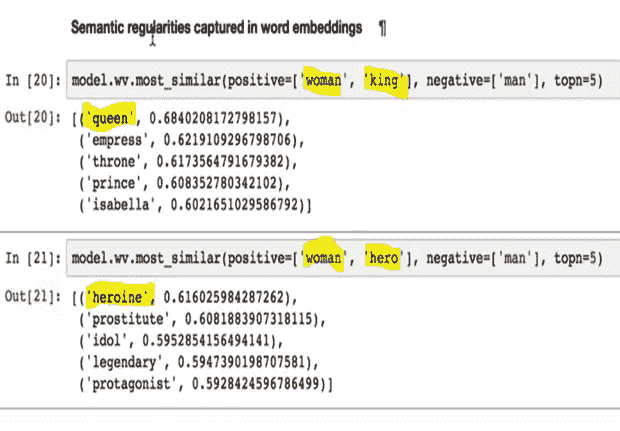 Semantic regularities captured in word embeddings ¶
In [20]: model.wv.most_similar(positive=['woman', 'king'], negative=['man'], topn=5)
Out[20]: [('queen', 0.6840208172798157),
('empress', 0.6219109296798706),
('throne', 0.6173564791679382),
('prince', 0.608352780342102),
('isabella', 0.6021651029586792)]
In [21]: model.wv.most_similar(positive=['woman', 'hero'], negative=['man'], topn=5)
Out[21]: [('heroine', 0.616025984287262),
('prostitute', 0.6081883907318115),
('idol', 0.5952854156494141),
('legendary', 0.5947390198707581),
('protagonist', 0.5928424596786499)]